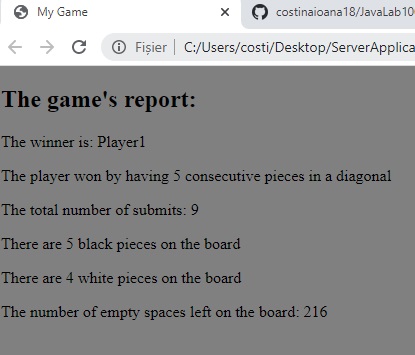 My Game
costinaioana18/JavaLab10
Fișier
C:/Users/costi/Desktop/ServerApplica
The game's report:
The winner is: Player1
The player won by having 5 consecutive pieces in a diagonal
The total number of submits: 9
There are 5 black pieces on the board
There are 4 white pieces on the board
The number of empty spaces left on the board: 216